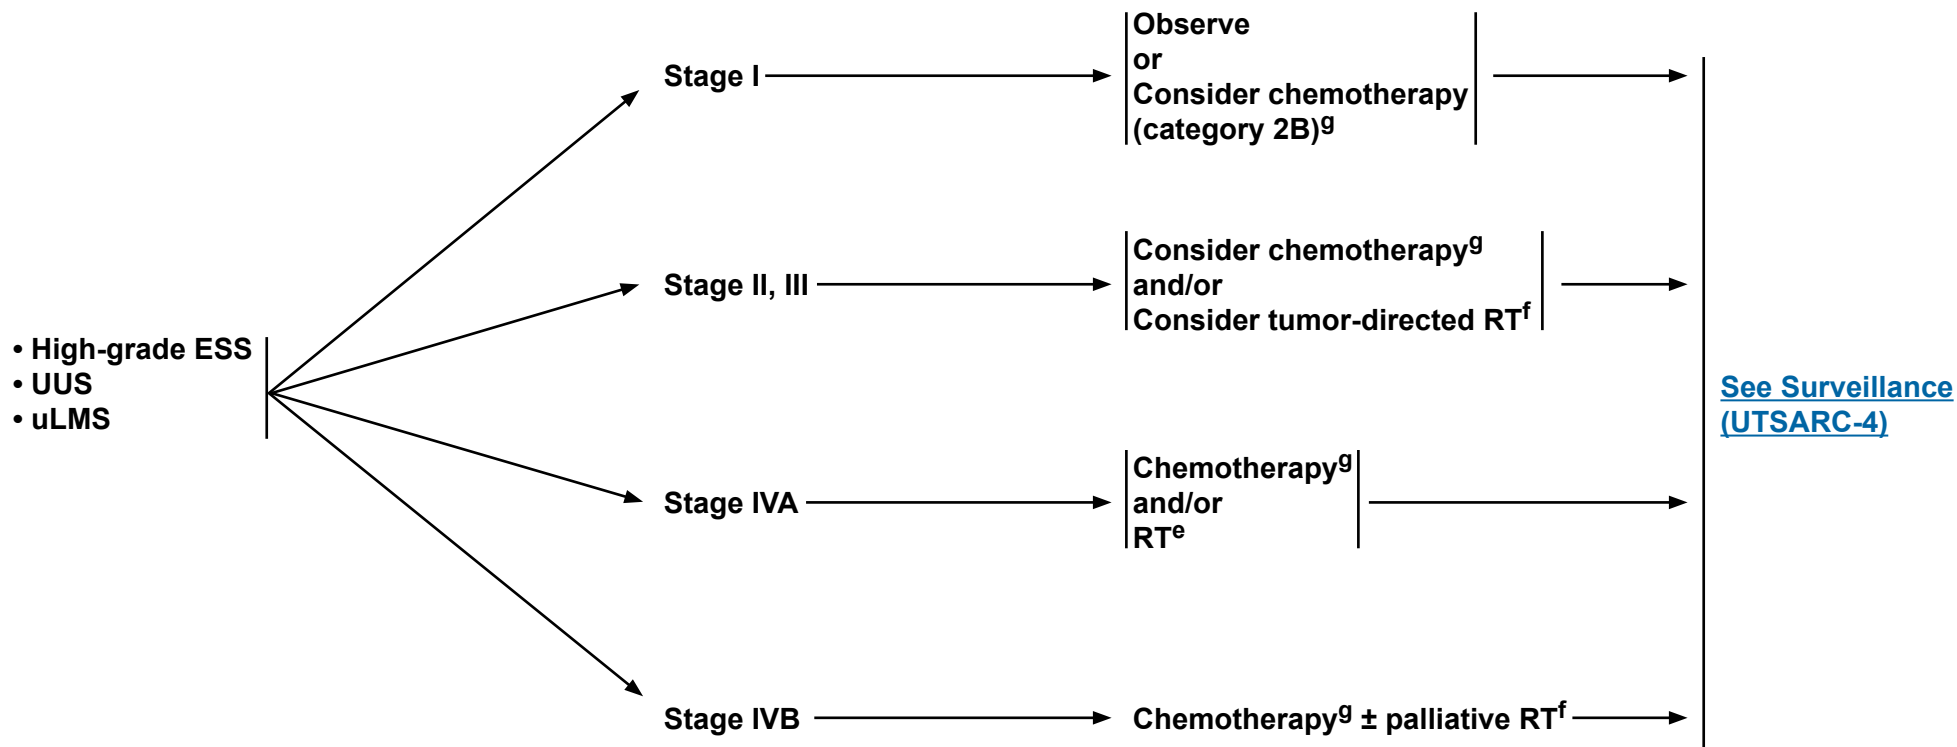 • High-grade ESS
• UUS
• uLMS
Stage I
Observe
or
Consider chemotherapy
(category 2B)g
Stage II, III
Consider chemotherapyg
and/or
Consider tumor-directed RTf
Stage IVA
Chemotherapyg
and/or
RTe
Stage IVB
Chemotherapyg ± palliative RTf
See Surveillance
(UTSARC-4)